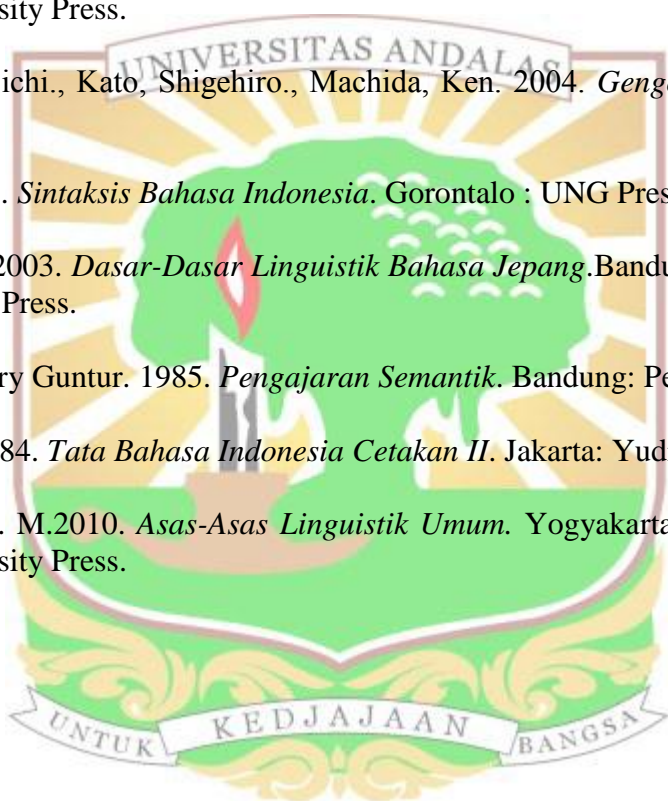 sity Press.
UNIVERSITAS ANDALAS
ichi., Kato, Shigehiro., Machida, Ken. 2004. Geng
. Sintaksis Bahasa Indonesia. Gorontalo : UNG Pres
2003. Dasar-Dasar Linguistik Bahasa Jepang.Bandu
Press.
ry Guntur. 1985. Pengajaran Semantik. Bandung: Pe
84. Tata Bahasa Indonesia Cetakan II. Jakarta: Yud
. M.2010. Asas-Asas Linguistik Umum. Yogyakarta
sity Press.
UNTUK KEDJAJAAN BANGSA